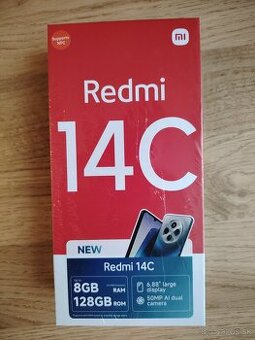 Supports
NFC
mi
Redmi
14C
NEW
Redmi 14C
8GB
RAM
128GB ROM
6.88" large
display
50MP AI dual
camera